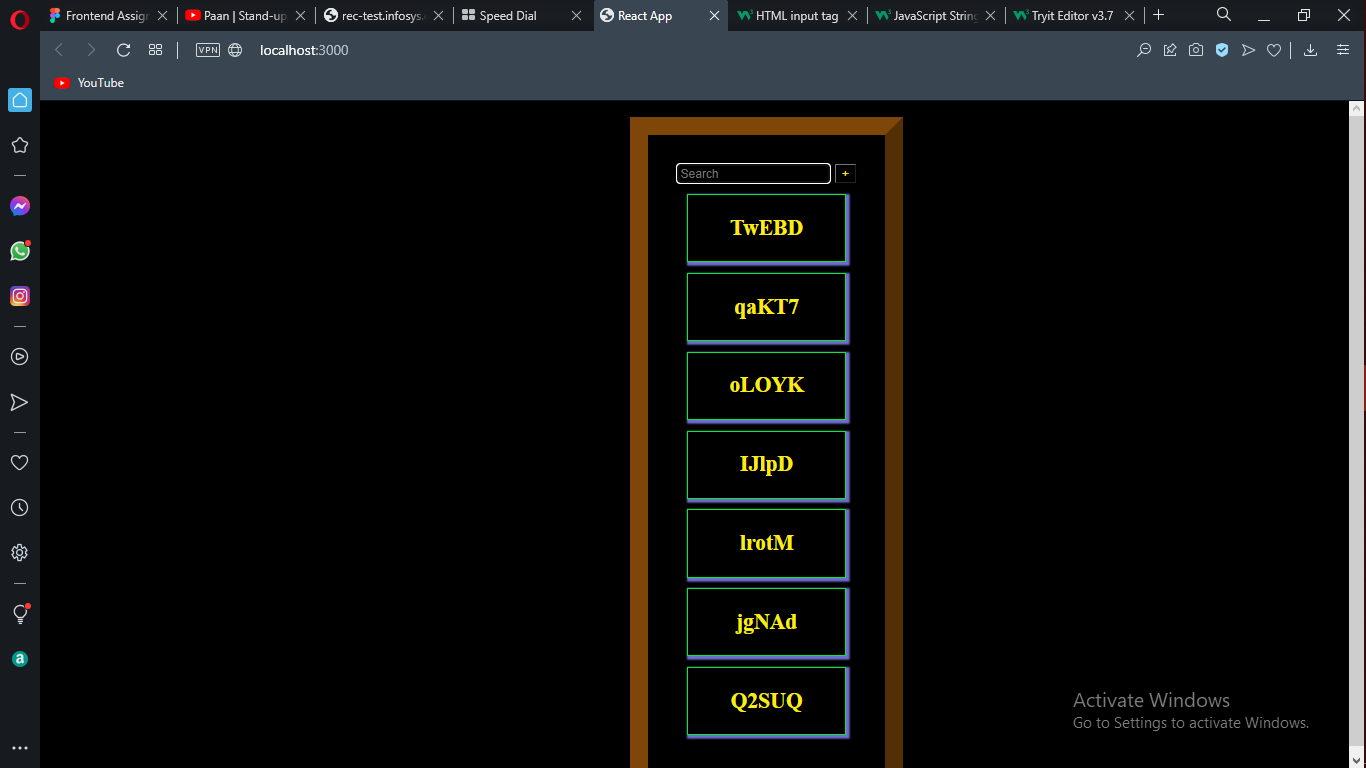 Frontend Assig
Paan | Stand-up
rec-test.infosys.
Speed Dial
React App
HTML input tag
JavaScript String
Tryit Editor v3.7
VPN
localhost:3000
YouTube
Search
+
TwEBD
qaKT7
oLOYK
IJlpD
lrotM
jgNAd
Q2SUQ
a
Activate Windows
Go to Settings to activate Windows.